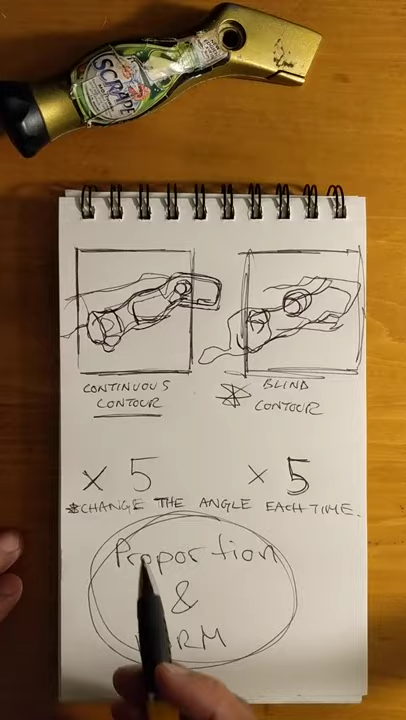 SCRAPE
CONTINUOUS
CONTOUR
BLIND
CONTOUR
x 5
x 5
*CHANGE THE ANGLE EACH TIME.
Proportion
&